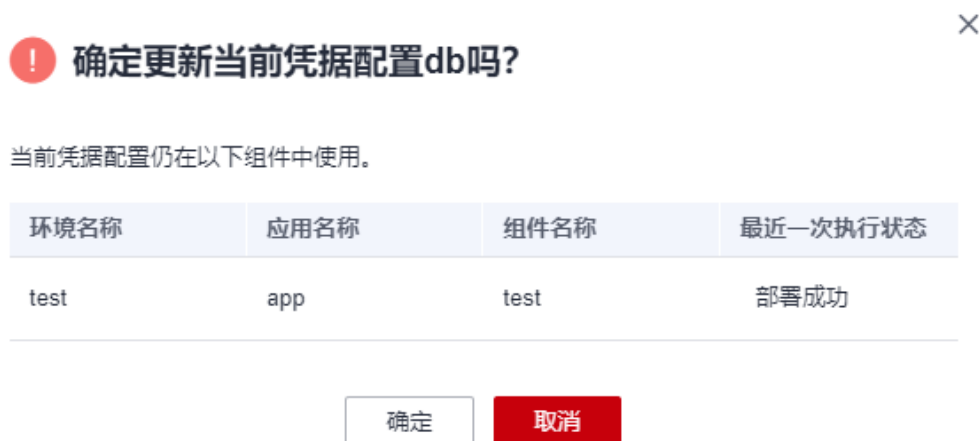 确定更新当前凭据配置db吗？
当前凭据配置仍在以下组件中使用。
环境名称 应用名称 组件名称 最近一次执行状态
test app test 部署成功
确定 取消